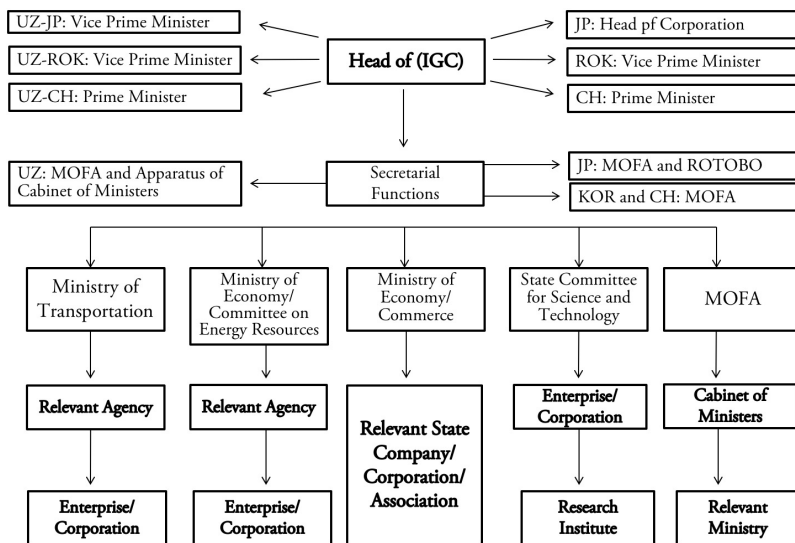 UZ-JP: Vice Prime Minister
Head of (IGC)
JP: Head pf Corporation
UZ-ROK: Vice Prime Minister
ROK: Vice Prime Minister
UZ-CH: Prime Minister
CH: Prime Minister
UZ: MOFA and Apparatus of
Cabinet of Ministers
Secretarial
Functions
JP: MOFA and ROTOBO
KOR and CH: MOFA
Ministry of
Transportation
Ministry of
Economy/
Committee on
Energy Resources
Ministry of
Economy/
Commerce
State Committee
for Science and
Technology
MOFA
Relevant Agency
Relevant Agency
Relevant State
Company/
Corporation/
Association
Enterprise/
Corporation
Cabinet of
Ministers
Enterprise/
Corporation
Enterprise/
Corporation
Research
Institute
Relevant
Ministry